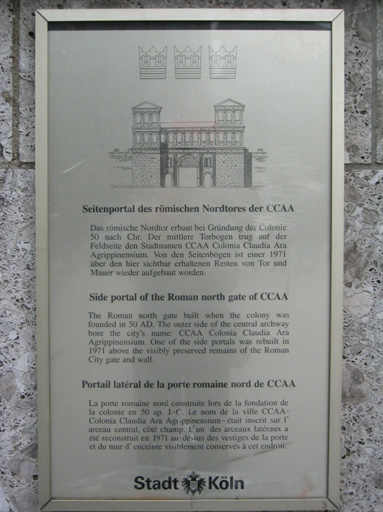 Seitenportal des römischen Nordtores der CCAA
Das römische Nordtor erbaut bei Gründung des Colonie
50 nach Chr. Der mittlere Torbogen trug auf der
Feldseite den Stadtnamen CCAA Colonia Claudia Ara
Agrippinensium. Von den Seitenbögen ist einer 1971
über den hier sichtbar erhaltenen Resten von Tor und
Mauer wieder aufgebaut worden.
Side portal of the Roman north gate of CCAA
The Roman north gate built when the colony was
founded in 50 AD. The outer side of the central archway
bore the city's name: CCAA Colonia Claudia Ara
Agrippinensium. One of the side portals was rebuilt in
1971 above the visibly preserved remains of the Roman
City gate and wall.
Portail latéral de la porte romaine nord de CCAA
La porte romaine nord construite lors de la fondation de
la colonie en 50 ap. J.-C. Le nom de la ville CCAA-
Colonia Claudia Ara Agrippinensium - était inscrit sur l'
arceau central, côté champ. L'un des arceaux latéraux a
été reconstruit en 1971 au-dessus des vestiges de la porte
et du mur d' enceinte visiblement conservés à cet endroit.
Stadt Köln